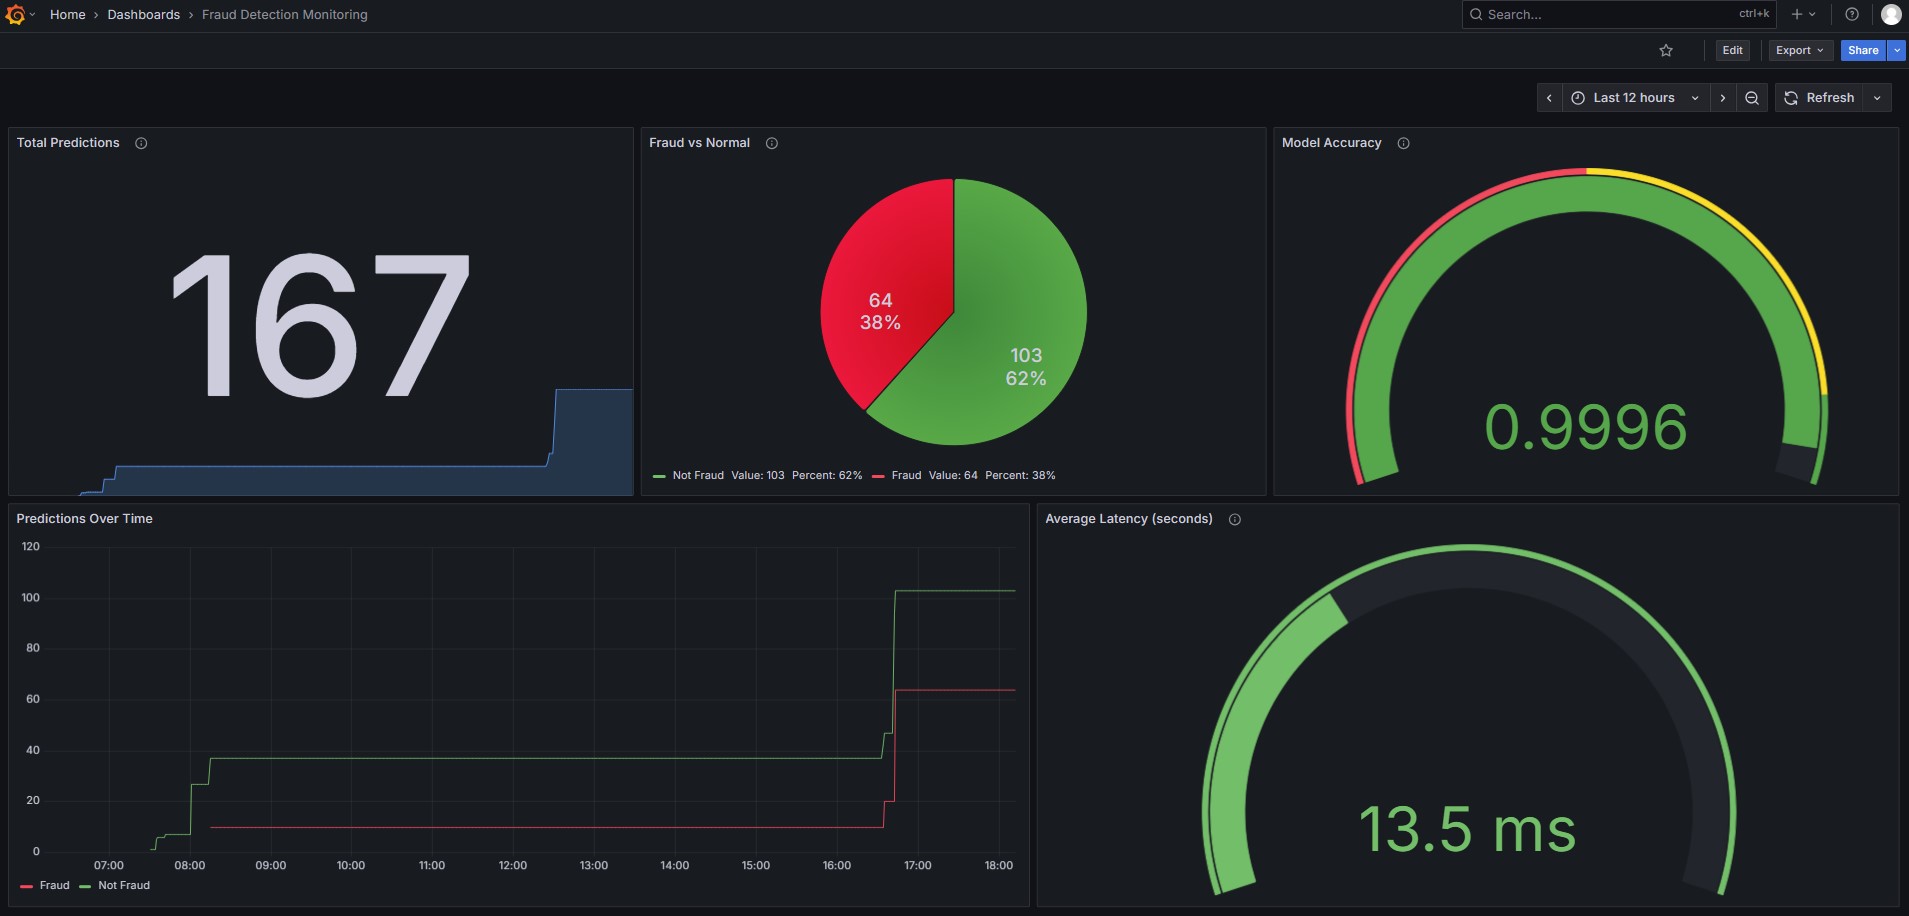 Home › Dashboards › Fraud Detection Monitoring
Search... ctrl+k
Edit Export Share
Last 12 hours Refresh
Total Predictions
167
Fraud vs Normal
64
38%
103
62%
Not Fraud Value: 103 Percent: 62% Fraud Value: 64 Percent: 38%
Model Accuracy
0.9996
Predictions Over Time
120
100
80
60
40
20
0
07:00 08:00 09:00 10:00 11:00 12:00 13:00 14:00 15:00 16:00 17:00 18:00
Fraud Not Fraud
Average Latency (seconds)
13.5 ms